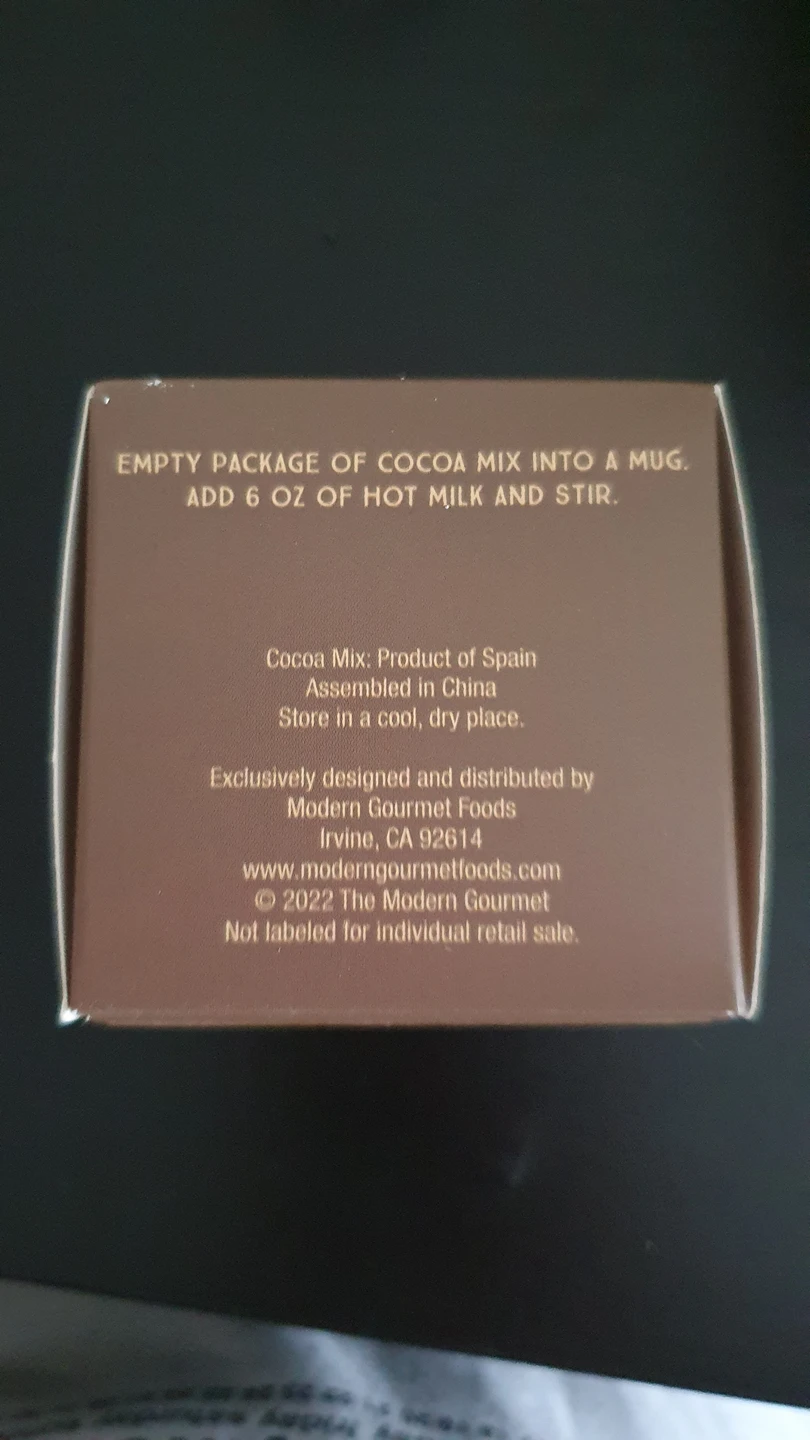 EMPTY PACKAGE OF COCOA MIX INTO A MUG.
ADD 6 OZ OF HOT MILK AND STIR.
Cocoa Mix: Product of Spain
Assembled in China
Store in a cool, dry place.
Exclusively designed and distributed by
Modern Gourmet Foods
Irvine, CA 92614
www.moderngourmetfoods.com
© 2022 The Modern Gourmet
Not labeled for individual retail sale.
friday saturday